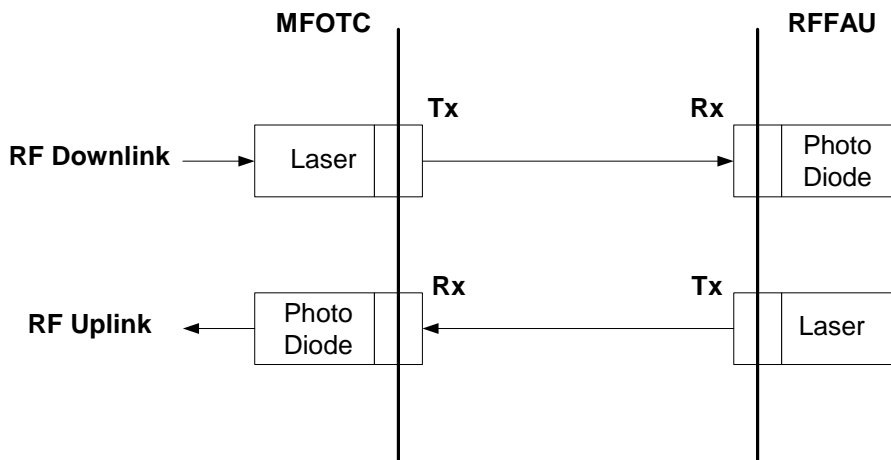 MFOTC
RFFAU
Tx
Rx
RF Downlink
Laser
Photo
Diode
Rx
Tx
RF Uplink
Photo
Diode
Laser